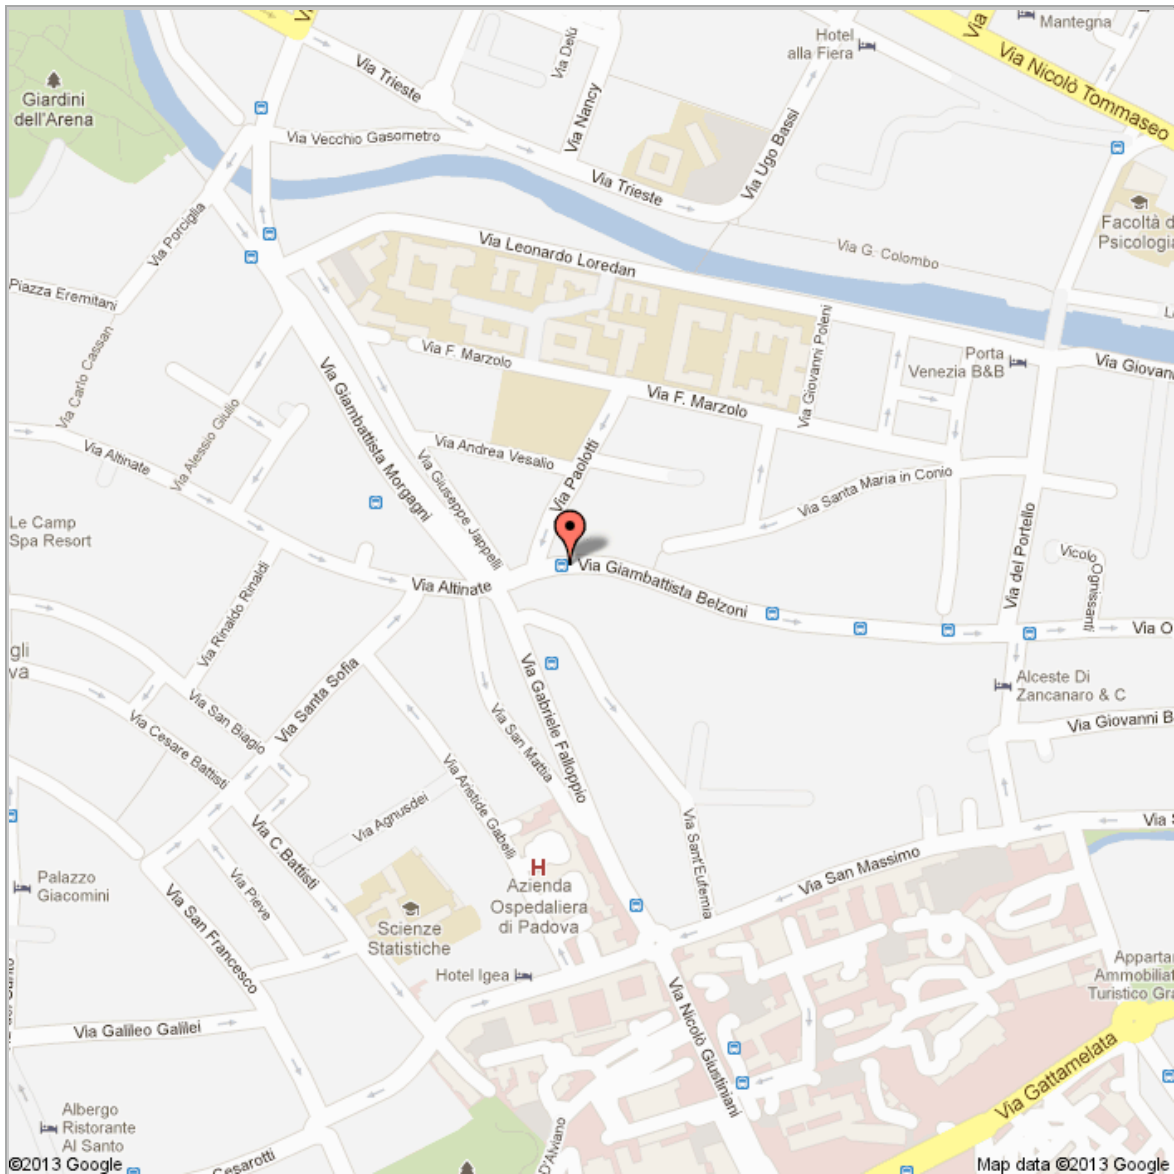 Via Trieste
Via Delù
Via Nancy
Hotel
alla Fiera
Mantegna
Via
Via Nicolò Tommaseo
Giardini
dell'Arena
Via Vecchio Gasometro
Via Trieste
Via Ugo Bassi
Via Porciglia
Via Leonardo Loredan
Via G. Colombo
Facoltà d
Psicologia
Piazza Eremitani
Via Carlo Cassan
Via F. Marzolo
Via Giovanni Poleni
Porta
Venezia B&B
Via Giovanni
Via Giambattista Morgagni
Via Alessio Giulio
Via F. Marzolo
Via Altinate
Via Andrea Vesalio
Via Giuseppe Jappelli
Via Paolotti
Via Santa Maria in Conio
Le Camp
Spa Resort
Via Altinate
Via Giambattista Belzoni
Via del Portello
Vicolo Ognissanti
Via O
Via Rinaldo Rinaldi
gli
va
Via Santa Sofia
Via San Biagio
Via Cesare Battisti
Via San Mattia
Via Gabriele Falloppio
Alceste Di
Zancanaro & C
Via Giovanni B
Via Aristide Gabelli
Via Agnusdei
Via C.Battisti
Via Sant'Eufemia
Via San Massimo
Via S
Palazzo
Giacomini
Via Pieve
Via San Francesco
H
Azienda
Ospedaliera
di Padova
Scienze
Statistiche
Hotel Igea
Via Nicolò Giustiniani
Appartam
Ammobiliat
Turistico Gra
Via Galileo Galilei
Via Gattamelata
Albergo
Ristorante
Al Santo
Cesarotti
D'Alviano
©2013 Google
Map data ©2013 Google